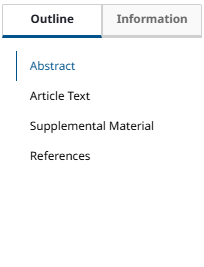 Outline Information
Abstract
Article Text
Supplemental Material
References